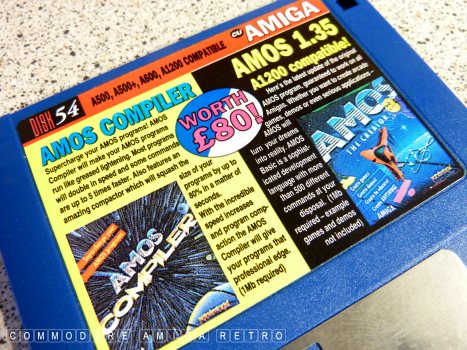 DISK 54
A500, A500+, A600, A1200 COMPATIBLE
CU AMIGA
AMOS COMPILER
Supercharge your AMOS programs! AMOS
Compiler will make your AMOS programs
run like greased lightening. Most programs
will double in speed and some commands
are up to 5 times faster. Also features an
amazing compactor which will squash the
size of your
programs by up to
80% in a matter of
seconds.
With the incredible
speed increases
and program comp-
action the AMOS
Compiler will give
your programs that
professional edge.
(1Mb required)
WORTH
£80!
AMOS 1.35
A1200 compatible!
Here's the latest update of the original
AMOS program, guaranteed to work on all
Amigas. Whether you want to create arcade
games, demos or even serious applications -
AMOS will
turn your dreams
into reality. AMOS
Basic is a sophist-
icated development
language with more
than 500 different
commands at your
disposal. (1Mb
required - example
games and demos
not included)
AMOS
COMPILER
AMOS
THE CREATOR
AMIGA
COMMODORE AMIGA RETRO